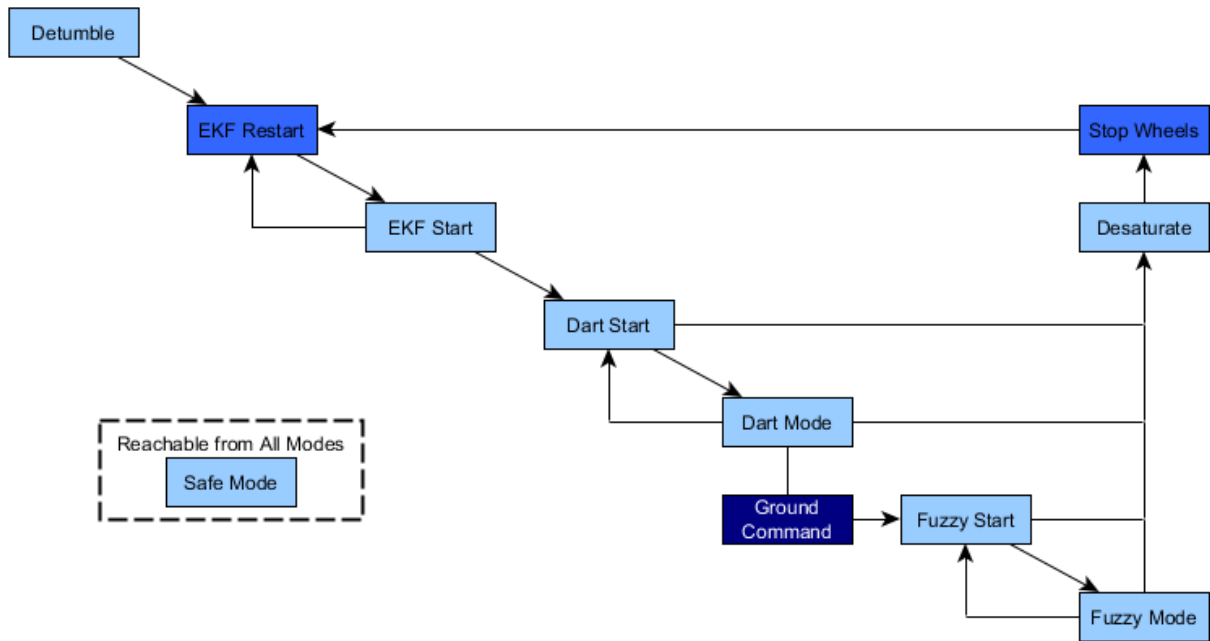 Detumble
EKF Restart
Stop Wheels
EKF Start
Desaturate
Dart Start
Dart Mode
Reachable from All Modes
Safe Mode
Ground
Command
Fuzzy Start
Fuzzy Mode